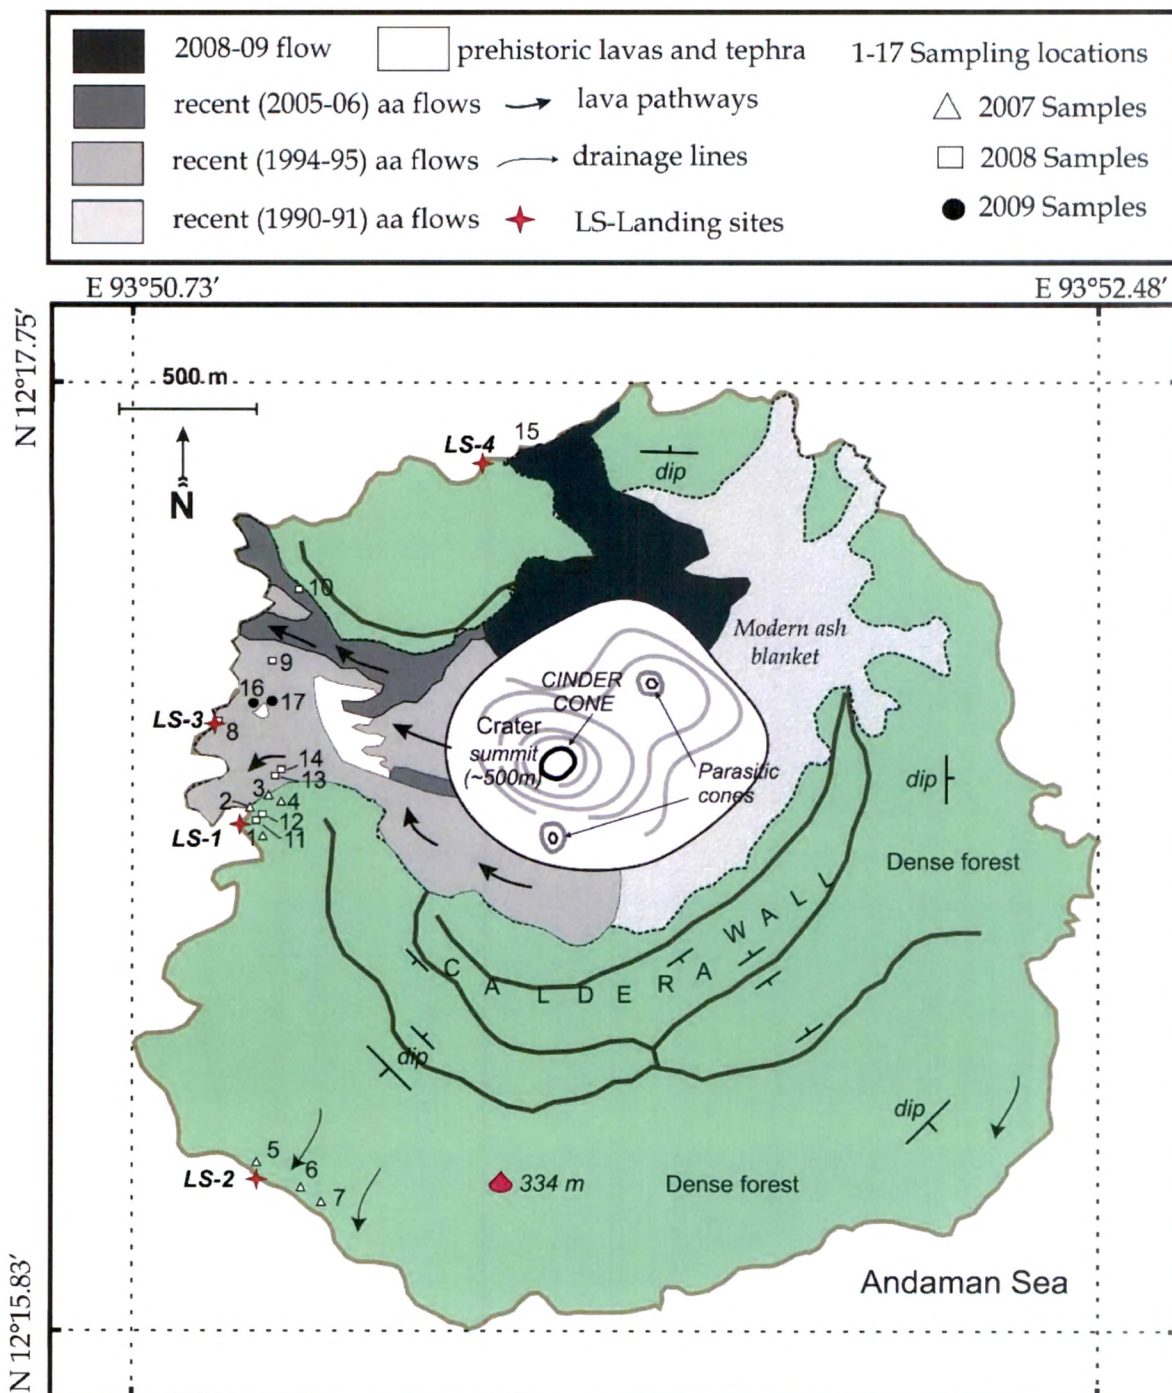 2008-09 flow
prehistoric lavas and tephra
1-17 Sampling locations
recent (2005-06) aa flows
lava pathways
2007 Samples
recent (1994-95) aa flows
drainage lines
2008 Samples
recent (1990-91) aa flows
LS-Landing sites
2009 Samples
E 93°50.73′
E 93°52.48′
N 12°17.75′
500 m
N
LS-4
15
dip
10
9
16
17
LS-3
8
14
13
3
4
2
12
LS-1
1
11
Modern ash
blanket
CINDER
CONE
Crater
summit
(~500m)
Parasitic
cones
dip
Dense forest
CALDERA WALL
dip
dip
5
LS-2
6
7
334 m
Dense forest
Andaman Sea
N 12°15.83′